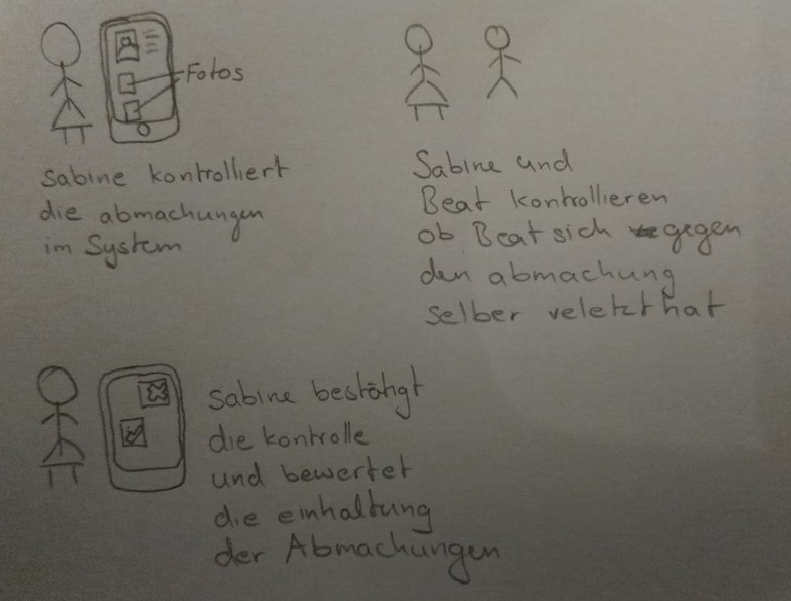 Fotos
Sabine kontrolliert
die abmachungen
im System
Sabine und
Beat kontrollieren
ob Beat sich gegen
den abmachung
selber veletzt hat
Sabine bestätigt
die kontrolle
und bewertet
die einhaltung
der Abmachungen